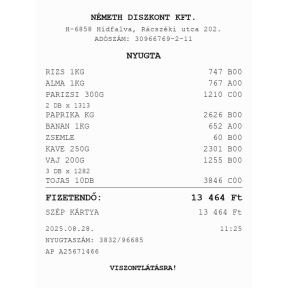 NÉMETH DISZKONT KFT.
H-6858 Hidfalva, Rácszéki utca 202.
ADÓSZÁM: 30966769-2-11
NYUGTA
RIZS 1KG 747 B00
ALMA 1KG 767 A00
PARIZSI 300G 1210 C00
2 DB x 1313
PAPRIKA KG 2626 B00
BANAN 1KG 652 A00
ZSEMLE 60 B00
KAVE 250G 2301 B00
VAJ 200G 1255 B00
3 DB x 1282
TOJAS 10DB 3846 C00
FIZETENDŐ: 13 464 Ft
SZÉP KÁRTYA 13 464 Ft
2025.08.28. 11:25
NYUGTASZÁM: 3832/96685
AP A25671466
VISZONTLÁTÁSRA!